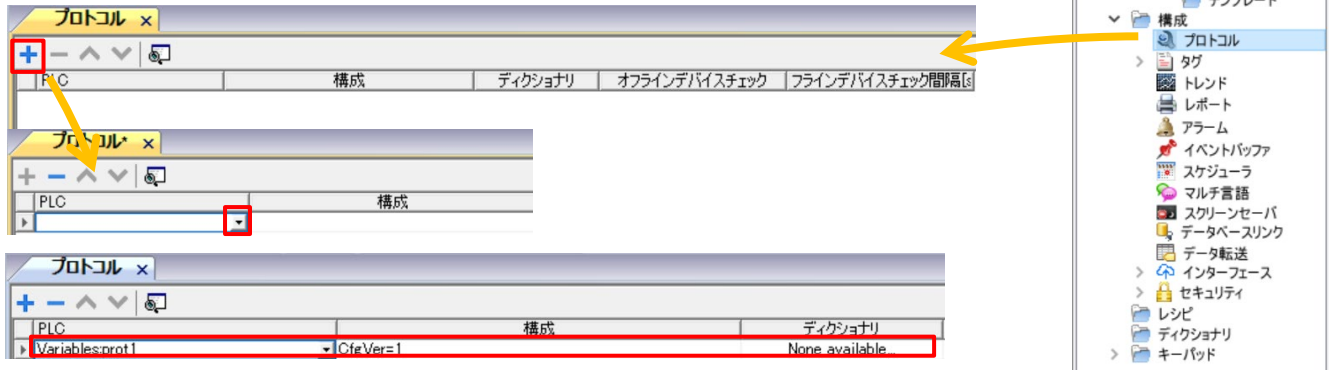 プロトコル x
PLC 構成 ディクショナリ オフラインデバイスチェック フラインデバイスチェック間隔[s
プロトコル* x
PLC 構成
プロトコル x
PLC 構成 ディクショナリ
Variables:prot1 CfgVer=1 None available...
テンプレート
構成
プロトコル
タグ
トレンド
レポート
アラーム
イベントバッファ
スケジューラ
マルチ言語
スクリーンセーバ
データベースリンク
データ転送
インターフェース
セキュリティ
レシピ
ディクショナリ
キーパッド